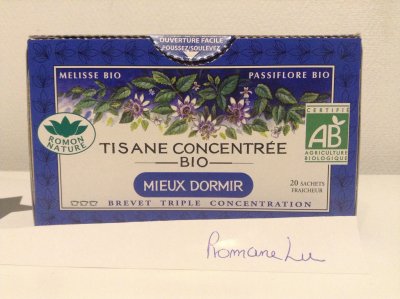 OUVERTURE FACILE
POUSSEZ/SOULEVEZ
MELISSE BIO
PASSIFLORE BIO
ROMON
NATURE
CERTIFIÉ
AB
AGRICULTURE
BIOLOGIQUE
TISANE CONCENTRÉE
BIO
MIEUX DORMIR
20 SACHETS
FRAICHEUR
BREVET TRIPLE CONCENTRATION
Romane Lu